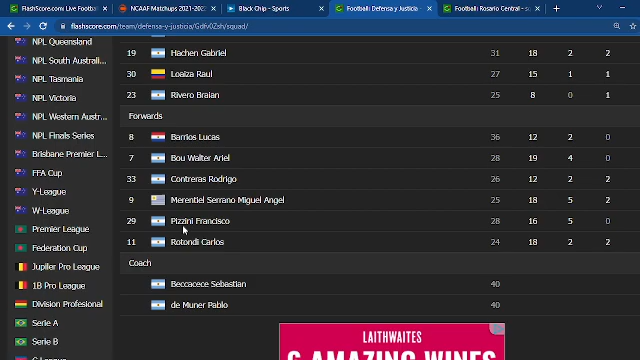 FlashScore.com Live Footbal
NCAAF Matchups 2021-2022
Black Chip - Sports
Football: Defensa y Justicia
Football: Rosario Central - s
flashscore.com/team/defensa-y-justicia/Gdfv0Zsh/squad/
NPL Queensland
NPL South Australi...
NPL Tasmania
NPL Victoria
NPL Western Austr...
NPL Finals Series
Brisbane Premier L...
FFA Cup
Y-League
W-League
Premier League
Federation Cup
Jupiler Pro League
1B Pro League
Division Profesional
Serie A
Serie B
19 Hachen Gabriel 31 18 2 2
30 Loaiza Raul 27 15 1 1
23 Rivero Braian 25 8 0 1
Forwards
8 Barrios Lucas 36 12 2 0
7 Bou Walter Ariel 28 19 4 0
33 Contreras Rodrigo 26 12 2 2
9 Merentiel Serrano Miguel Angel 25 18 5 2
29 Pizzini Francisco 28 16 5 0
11 Rotondi Carlos 24 18 2 2
Coach
Beccacece Sebastian 40
de Muner Pablo 40
LAITHWAITES
6 AMAZING WINES